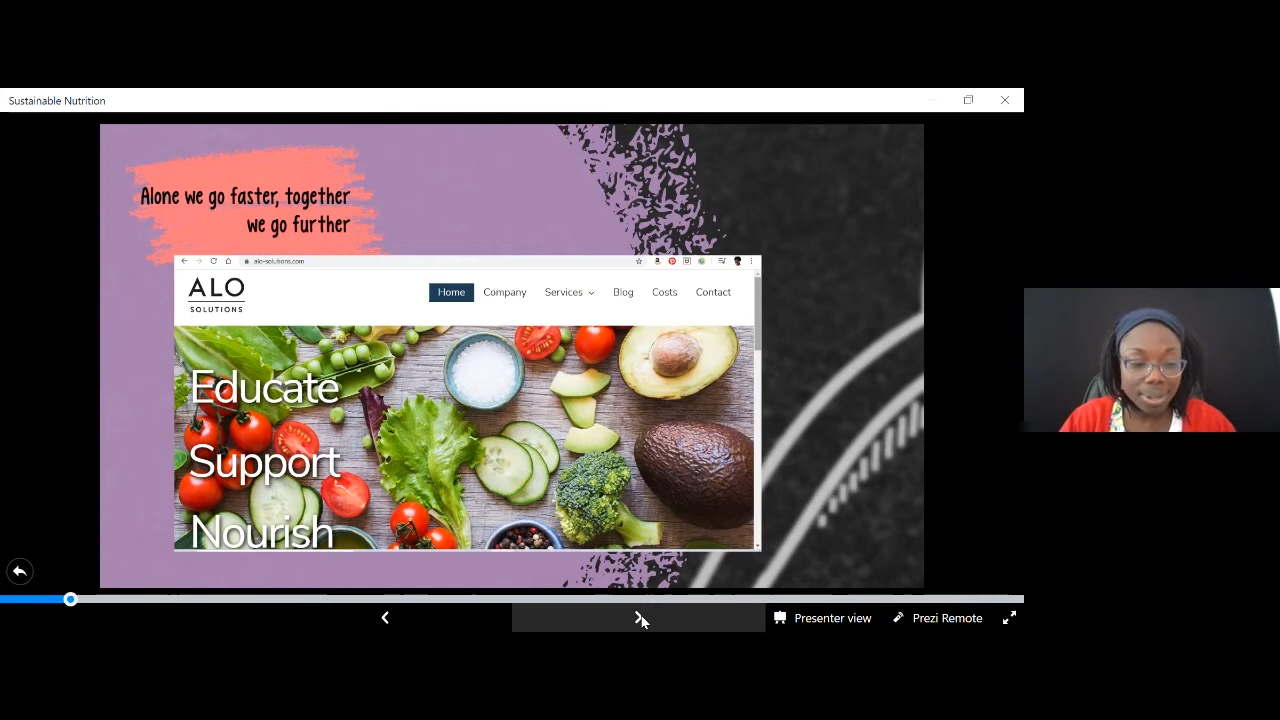 Sustainable Nutrition
Alone we go faster, together
we go further
alo-solutions.com
ALO
SOLUTIONS
Home Company Services Blog Costs Contact
Educate
Support
Nourish
Presenter view Prezi Remote